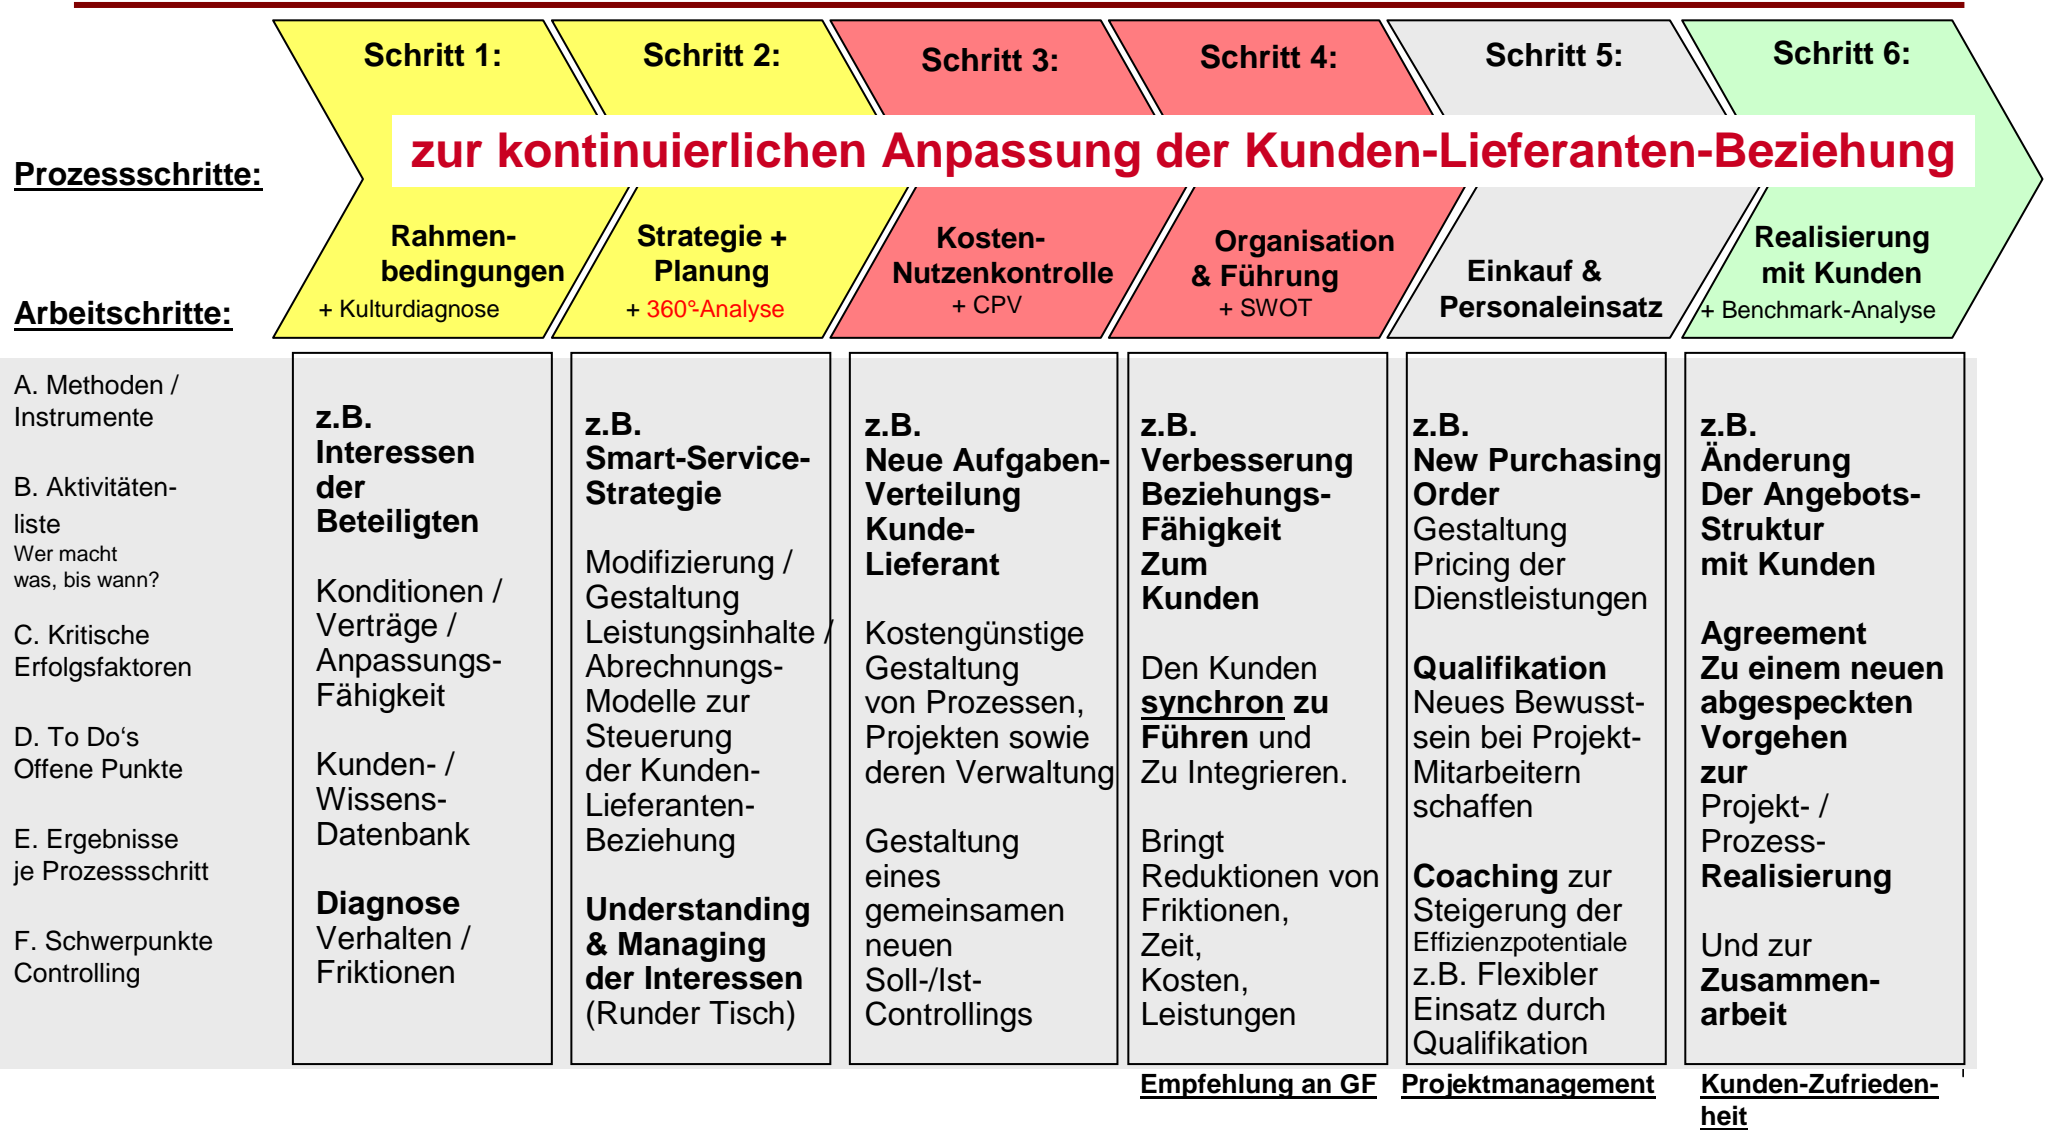 Schritt 1:
Schritt 2:
Schritt 3:
Schritt 4:
Schritt 5:
Schritt 6:
zur kontinuierlichen Anpassung der Kunden-Lieferanten-Beziehung
Prozessschritte:
Rahmen-
bedingungen
+ Kulturdiagnose
Strategie +
Planung
+ 360°-Analyse
Kosten-
Nutzenkontrolle
+ CPV
Organisation
& Führung
+ SWOT
Einkauf &
Personaleinsatz
Realisierung
mit Kunden
+ Benchmark-Analyse
Arbeitschritte:
A. Methoden /
Instrumente
B. Aktivitäten-
liste
Wer macht
was, bis wann?
C. Kritische
Erfolgsfaktoren
D. To Do‘s
Offene Punkte
E. Ergebnisse
je Prozessschritt
F. Schwerpunkte
Controlling
z.B.
Interessen
der
Beteiligten
Konditionen /
Verträge /
Anpassungs-
Fähigkeit
Kunden- /
Wissens-
Datenbank
Diagnose
Verhalten /
Friktionen
z.B.
Smart-Service-
Strategie
Modifizierung /
Gestaltung
Leistungsinhalte /
Abrechnungs-
Modelle zur
Steuerung
der Kunden-
Lieferanten-
Beziehung
Understanding
& Managing
der Interessen
(Runder Tisch)
z.B.
Neue Aufgaben-
Verteilung
Kunde-
Lieferant
Kostengünstige
Gestaltung
von Prozessen,
Projekten sowie
deren Verwaltung
Gestaltung
eines
gemeinsamen
neuen
Soll-/Ist-
Controllings
z.B.
Verbesserung
Beziehungs-
Fähigkeit
Zum
Kunden
Den Kunden
synchron zu
Führen und
Zu Integrieren.
Bringt
Reduktionen von
Friktionen,
Zeit,
Kosten,
Leistungen
z.B.
New Purchasing
Order
Gestaltung
Pricing der
Dienstleistungen
Qualifikation
Neues Bewusst-
sein bei Projekt-
Mitarbeitern
schaffen
Coaching zur
Steigerung der
Effizienzpotentiale
z.B. Flexibler
Einsatz durch
Qualifikation
z.B.
Änderung
Der Angebots-
Struktur
mit Kunden
Agreement
Zu einem neuen
abgespeckten
Vorgehen
zur
Projekt- /
Prozess-
Realisierung
Und zur
Zusammen-
arbeit
Empfehlung an GF
Projektmanagement
Kunden-Zufrieden-
heit